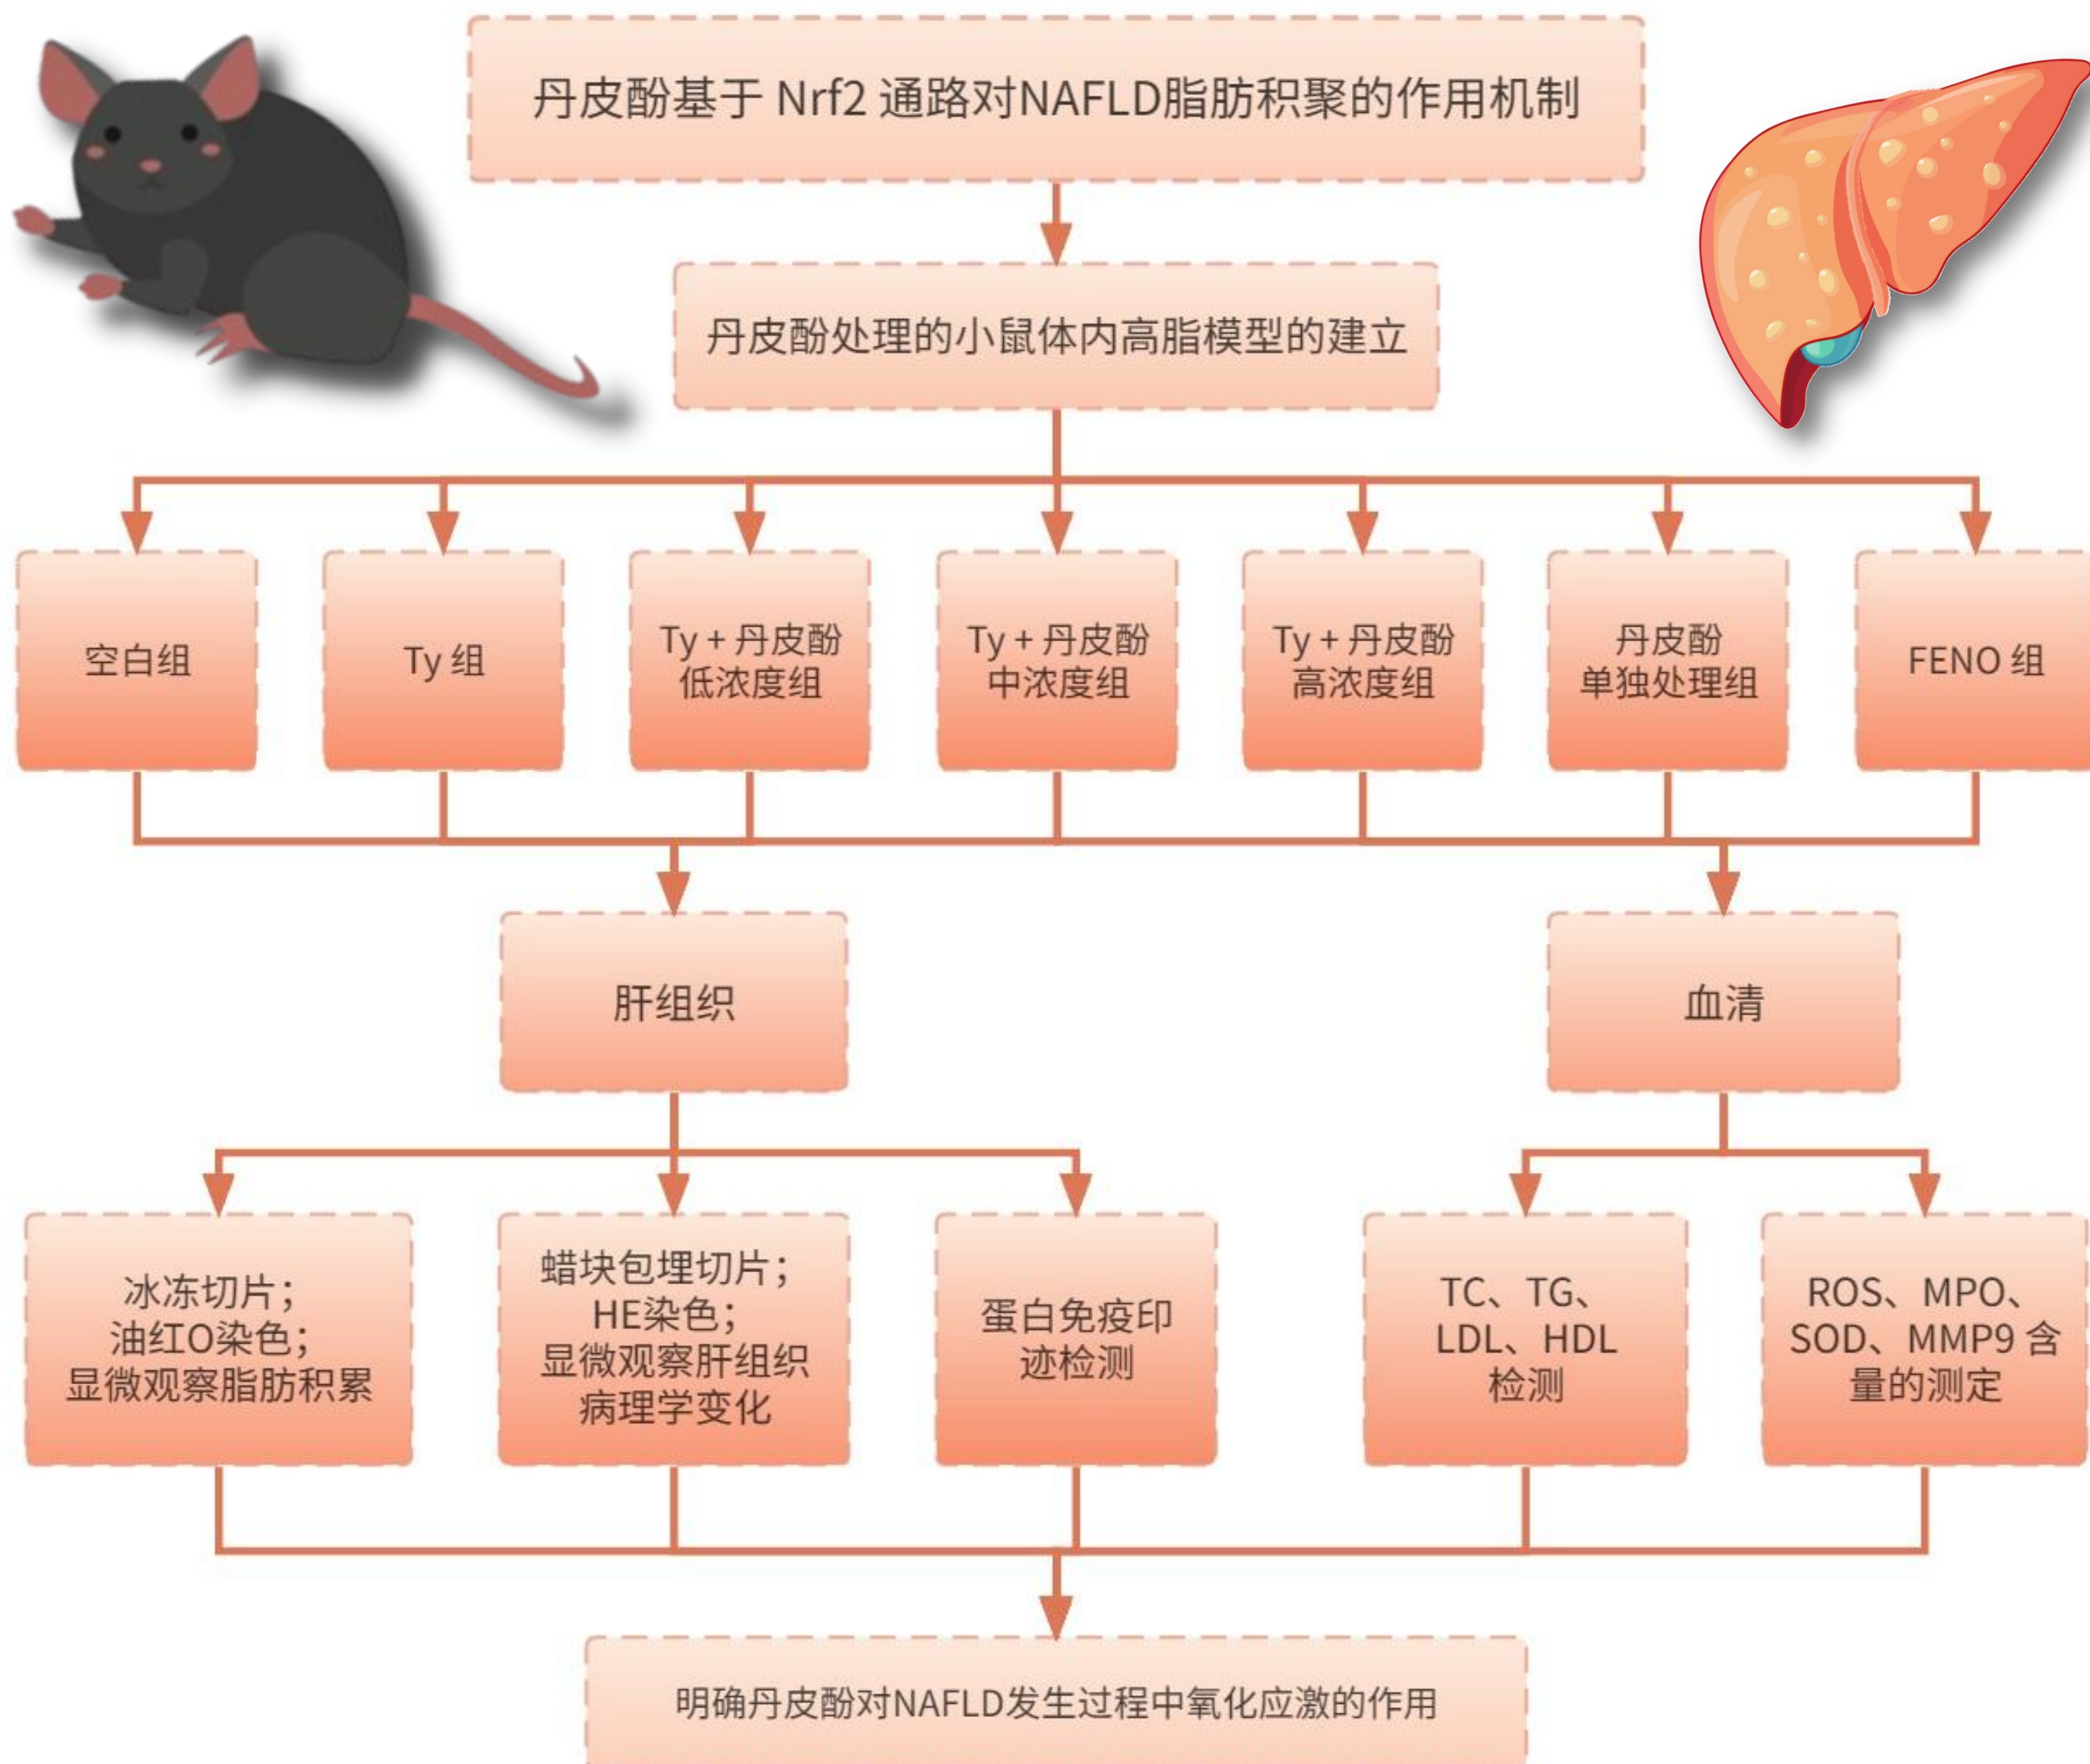 丹皮酚基于 Nrf2 通路对NAFLD脂肪积聚的作用机制
丹皮酚处理的小鼠体内高脂模型的建立
空白组
Ty 组
Ty + 丹皮酚
低浓度组
Ty + 丹皮酚
中浓度组
Ty + 丹皮酚
高浓度组
丹皮酚
单独处理组
FENO 组
肝组织
血清
冰冻切片；
油红O染色；
显微观察脂肪积累
蜡块包埋切片；
HE染色；
显微观察肝组织
病理学变化
蛋白免疫印
迹检测
TC、TG、
LDL、HDL
检测
ROS、MPO、
SOD、MMP9 含
量的测定
明确丹皮酚对NAFLD发生过程中氧化应激的作用